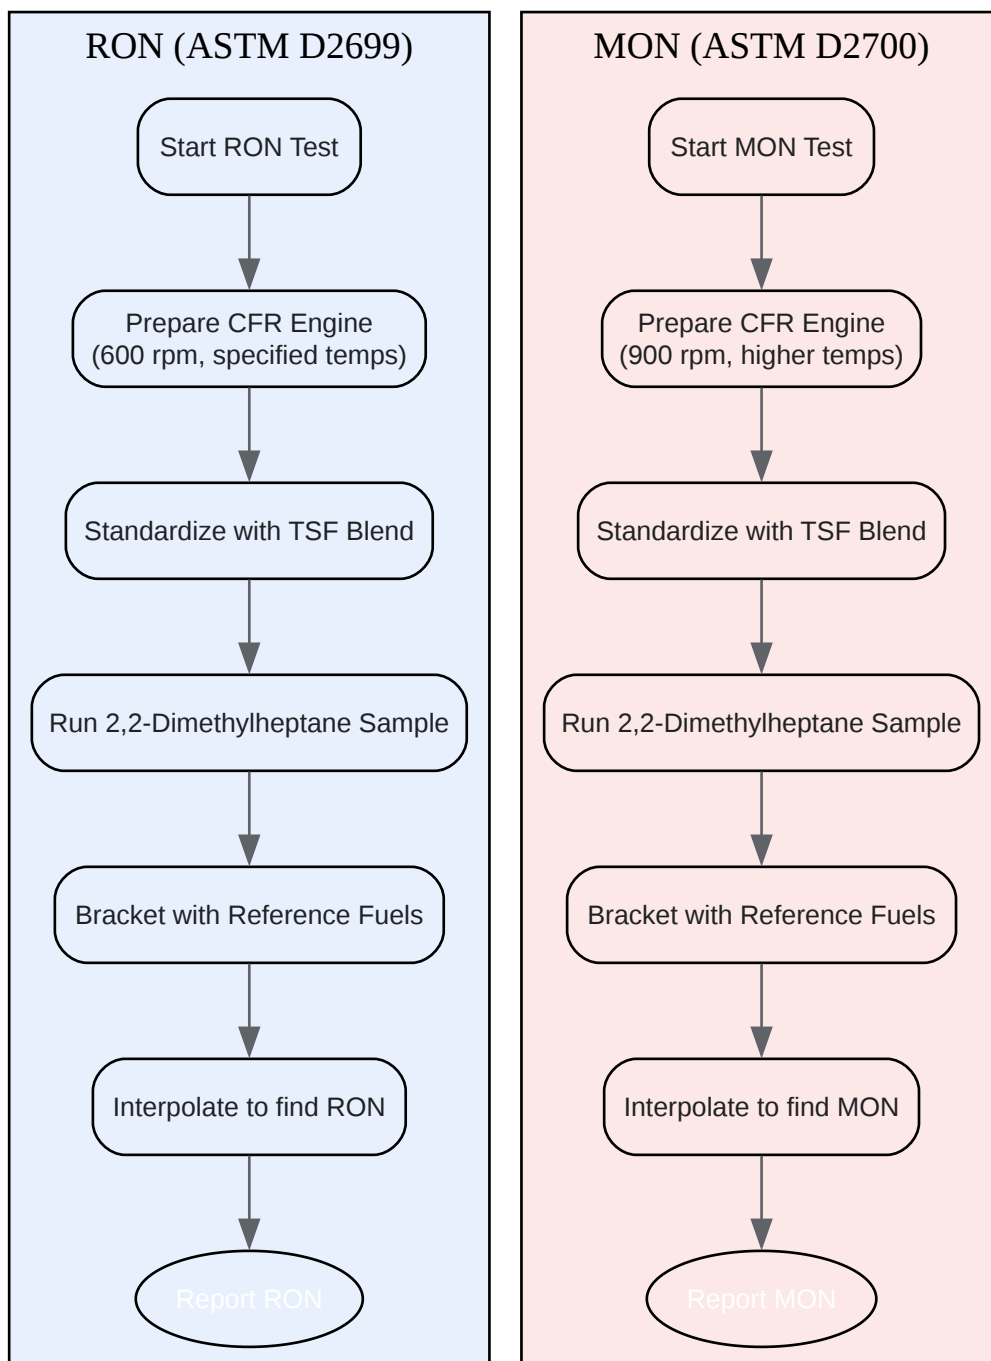 RON (ASTM D2699)
Start RON Test
Prepare CFR Engine
(600 rpm, specified temps)
Standardize with TSF Blend
Run 2,2-Dimethylheptane Sample
Bracket with Reference Fuels
Interpolate to find RON
Report RON
MON (ASTM D2700)
Start MON Test
Prepare CFR Engine
(900 rpm, higher temps)
Standardize with TSF Blend
Run 2,2-Dimethylheptane Sample
Bracket with Reference Fuels
Interpolate to find MON
Report MON